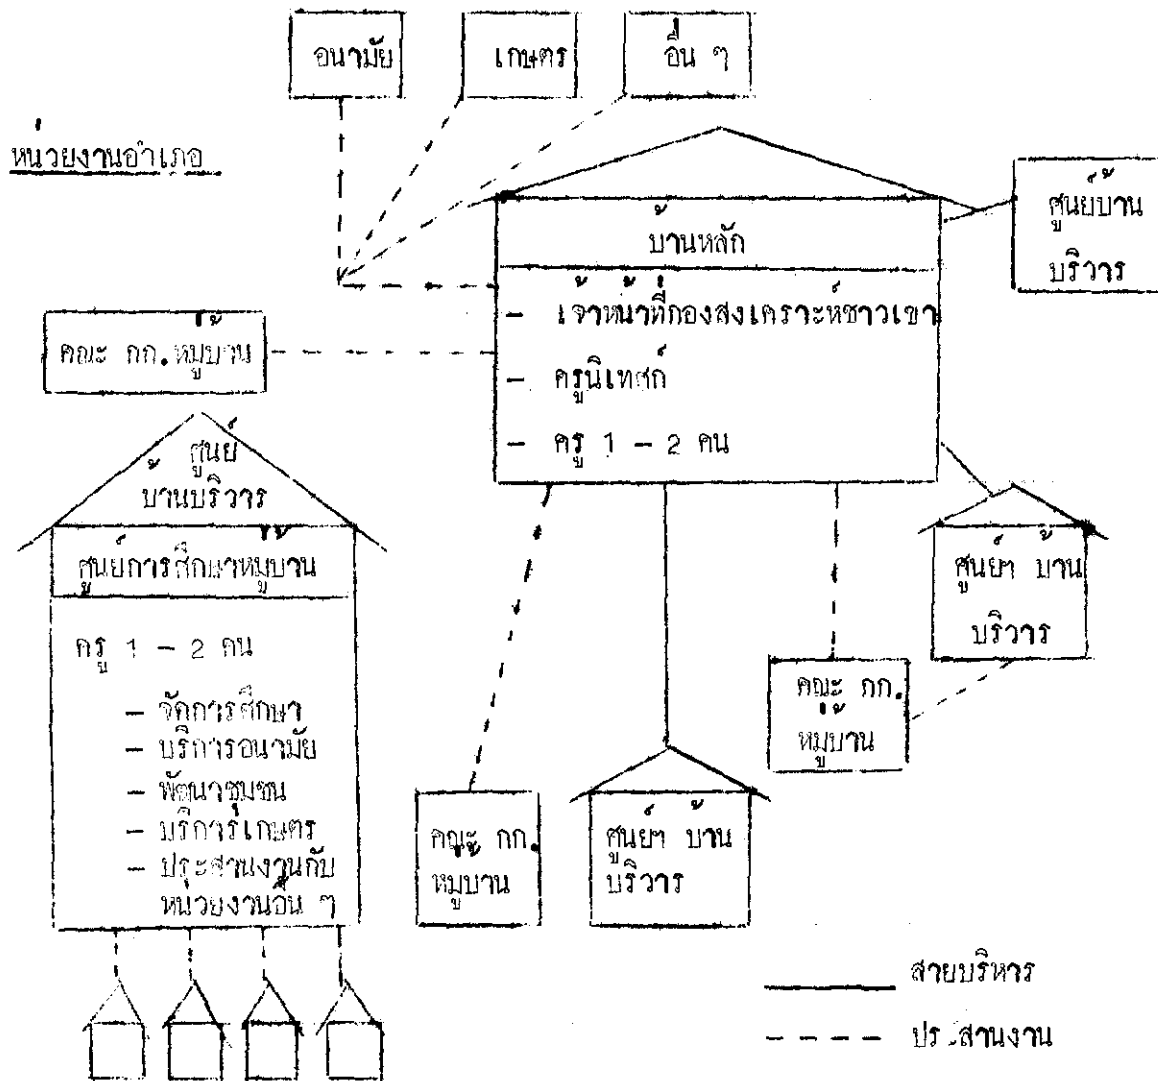 อนามัย
เกษตร
อื่น ๆ
หน่วยงานอำเภอ
ศูนย์บ้าน
บริวาร
บ้านหลัก
- เจ้าหน้าที่กองสงเคราะห์ชาวเขา
- ครูนิเทศก์
- ครู 1 - 2 คน
คณะ กก.หมู่บ้าน
ศูนย์
บ้านบริวาร
ศูนย์การศึกษาหมู่บ้าน
ครู 1 - 2 คน
- จัดการศึกษา
- บริการอนามัย
- พัฒนาชุมชน
- บริการเกษตร
- ประสานงานกับ
หน่วยงานอื่น ๆ
ศูนย์ฯ บ้าน
บริวาร
คณะ กก.
หมู่บ้าน
คณะ กก.
หมู่บ้าน
ศูนย์ฯ บ้าน
บริวาร
สายบริหาร
ประสานงาน